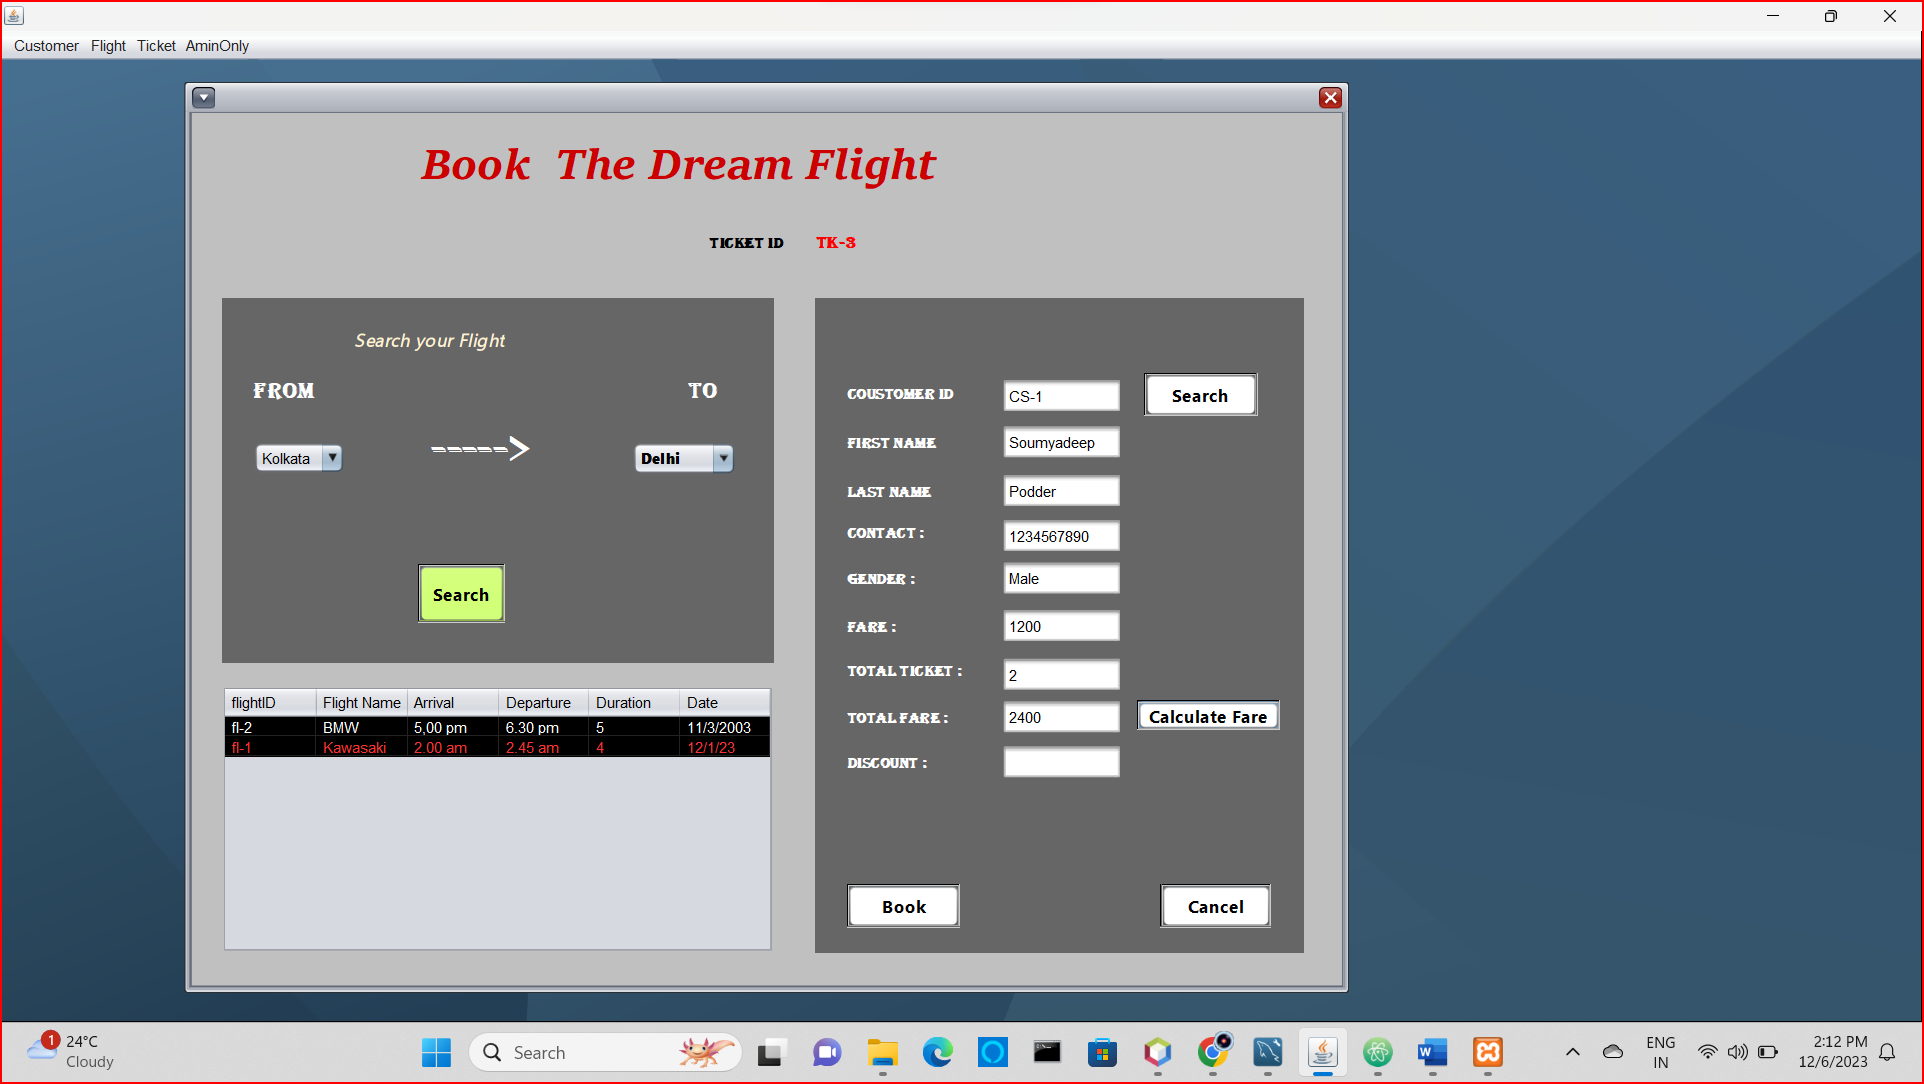 Customer Flight Ticket AminOnly
Book The Dream Flight
TICKET ID TK-3
Search your Flight
FROM TO
Kolkata -----> Delhi
Search
flightID Flight Name Arrival Departure Duration Date
fl-2 BMW 5,00 pm 6.30 pm 5 11/3/2003
fl-1 Kawasaki 2.00 am 2.45 am 4 12/1/23
COUSTOMER ID CS-1 Search
FIRST NAME Soumyadeep
LAST NAME Podder
CONTACT : 1234567890
GENDER : Male
FARE : 1200
TOTAL TICKET : 2
TOTAL FARE : 2400 Calculate Fare
DISCOUNT :
Book Cancel
1 24°C
Cloudy
Search
ENG
IN
2:12 PM
12/6/2023